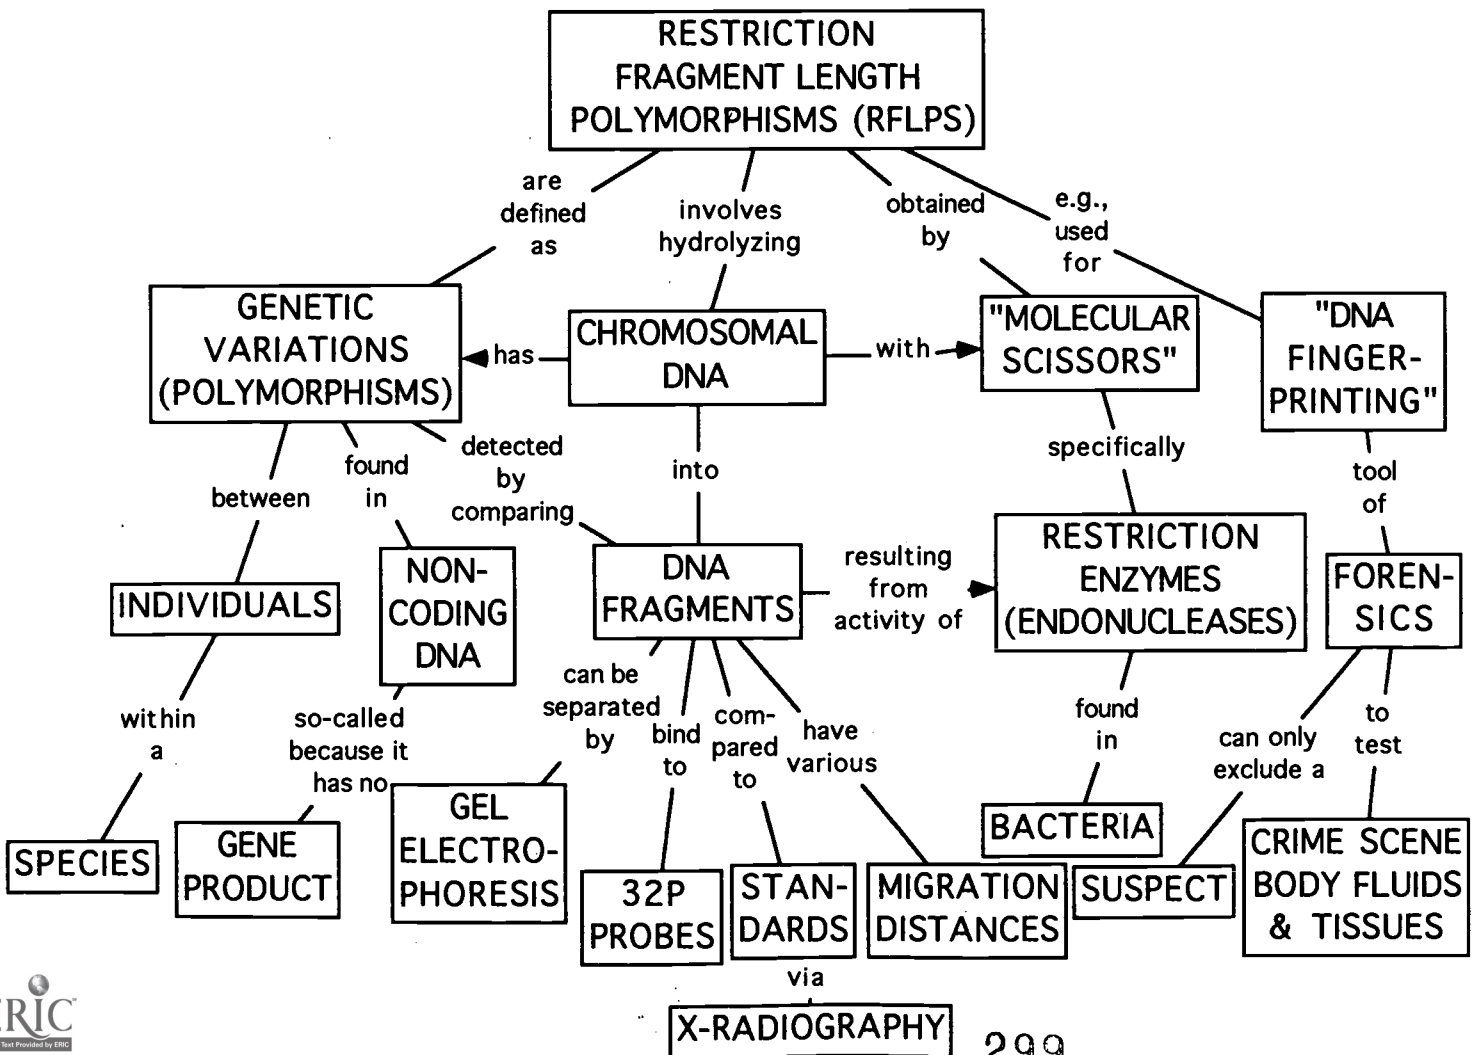 RESTRICTION
FRAGMENT LENGTH
POLYMORPHISMS (RFLPS)
are
defined
as
involves
hydrolyzing
obtained
by
e.g.,
used
for
GENETIC
VARIATIONS
(POLYMORPHISMS)
has
CHROMOSOMAL
DNA
with
"MOLECULAR
SCISSORS"
"DNA
FINGER-
PRINTING"
between
found
in
detected
by
comparing
into
specifically
tool
of
INDIVIDUALS
NON-
CODING
DNA
DNA
FRAGMENTS
resulting
from
activity of
RESTRICTION
ENZYMES
(ENDONUCLEASES)
FOREN-
SICS
within
a
so-called
because it
has no
can be
separated
by
bind
to
com-
pared
to
have
various
found
in
can only
exclude a
to
test
SPECIES
GENE
PRODUCT
GEL
ELECTRO-
PHORESIS
32P
PROBES
STAN-
DARDS
MIGRATION
DISTANCES
BACTERIA
SUSPECT
CRIME SCENE
BODY FLUIDS
& TISSUES
via
X-RADIOGRAPHY
299
ERIC
Text Provided by ERIC